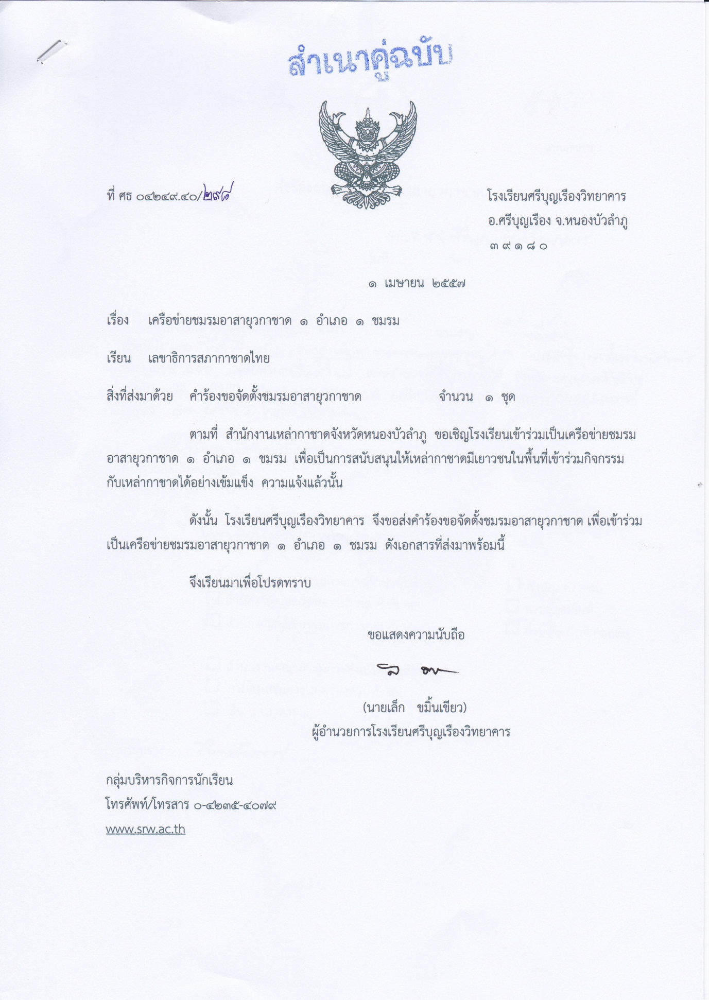 สำเนาคู่ฉบับ
ที่ ศธ ๐๔๒๔๙.๔๐/๒๙๘
โรงเรียนศรีบุญเรืองวิทยาคาร
อ.ศรีบุญเรือง จ.หนองบัวลำภู
๓ ๙ ๑ ๘ ๐
๑ เมษายน ๒๕๕๗
เรื่อง เครือข่ายชมรมอาสายุวกาชาด ๑ อำเภอ ๑ ชมรม
เรียน เลขาธิการสภากาชาดไทย
สิ่งที่ส่งมาด้วย คำร้องขอจัดตั้งชมรมอาสายุวกาชาด จำนวน ๑ ชุด
ตามที่ สำนักงานเหล่ากาชาดจังหวัดหนองบัวลำภู ขอเชิญโรงเรียนเข้าร่วมเป็นเครือข่ายชมรม
อาสายุวกาชาด ๑ อำเภอ ๑ ชมรม เพื่อเป็นการสนับสนุนให้เหล่ากาชาดมีเยาวชนในพื้นที่เข้าร่วมกิจกรรม
กับเหล่ากาชาดได้อย่างเข้มแข็ง ความแจ้งแล้วนั้น
ดังนั้น โรงเรียนศรีบุญเรืองวิทยาคาร จึงขอส่งคำร้องขอจัดตั้งชมรมอาสายุวกาชาด เพื่อเข้าร่วม
เป็นเครือข่ายชมรมอาสายุวกาชาด ๑ อำเภอ ๑ ชมรม ดังเอกสารที่ส่งมาพร้อมนี้
จึงเรียนมาเพื่อโปรดทราบ
ขอแสดงความนับถือ
(นายเล็ก ขมิ้นเขียว)
ผู้อำนวยการโรงเรียนศรีบุญเรืองวิทยาคาร
กลุ่มบริหารกิจการนักเรียน
โทรศัพท์/โทรสาร ๐-๔๒๓๕-๔๐๗๙
www.srw.ac.th